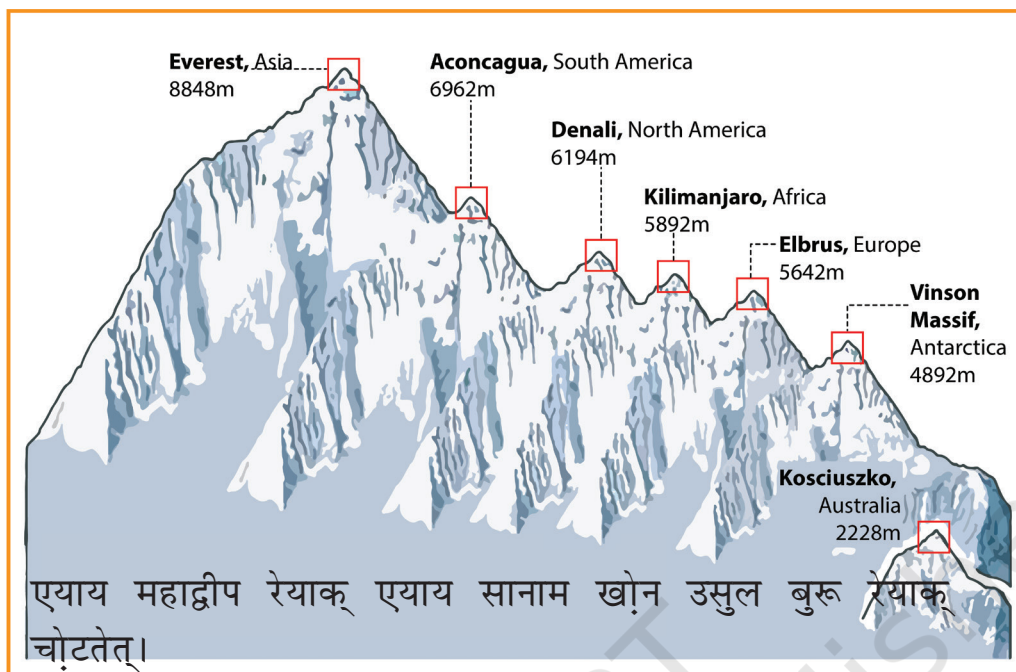 Everest, Asia
8848m
Aconcagua, South America
6962m
Denali, North America
6194m
Kilimanjaro, Africa
5892m
Elbrus, Europe
5642m
Vinson
Massif,
Antarctica
4892m
Kosciuszko,
Australia
2228m
एयाय महाद्वीप रेयाक् एयाय सानाम खो़न उसुल बुरू रेयाक्
चो़टतेत्।